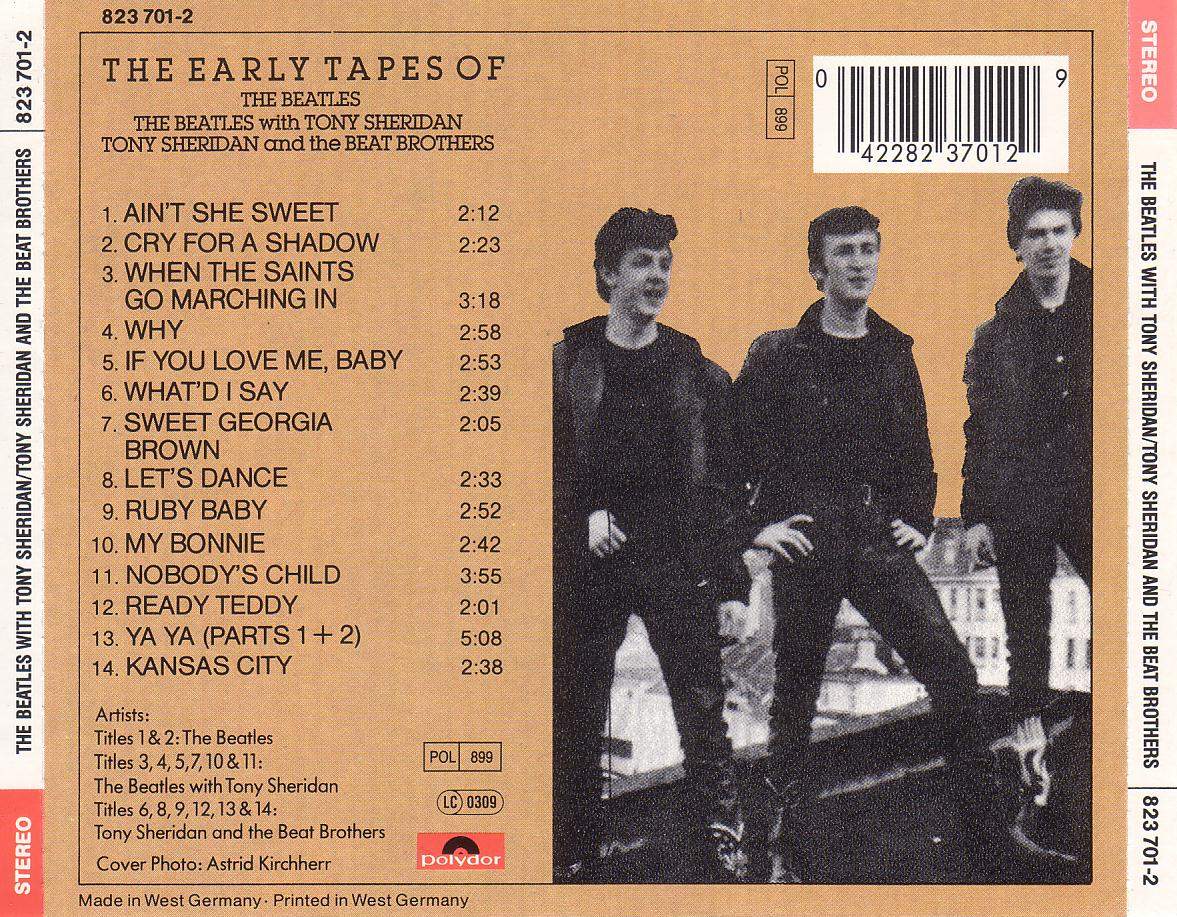 823 701-2
THE EARLY TAPES OF
THE BEATLES
THE BEATLES with TONY SHERIDAN
TONY SHERIDAN and the BEAT BROTHERS
POL 899
0 42282 37012 9
1. AIN'T SHE SWEET 2:12
2. CRY FOR A SHADOW 2:23
3. WHEN THE SAINTS
GO MARCHING IN 3:18
4. WHY 2:58
5. IF YOU LOVE ME, BABY 2:53
6. WHAT'D I SAY 2:39
7. SWEET GEORGIA 2:05
BROWN
8. LET'S DANCE 2:33
9. RUBY BABY 2:52
10. MY BONNIE 2:42
11. NOBODY'S CHILD 3:55
12. READY TEDDY 2:01
13. YA YA (PARTS 1 + 2) 5:08
14. KANSAS CITY 2:38
Artists:
Titles 1 & 2: The Beatles
Titles 3, 4, 5, 7, 10 & 11:
The Beatles with Tony Sheridan
Titles 6, 8, 9, 12, 13 & 14:
Tony Sheridan and the Beat Brothers
Cover Photo: Astrid Kirchherr
POL 899
LC 0309
polydor
Made in West Germany · Printed in West Germany
STEREO
THE BEATLES WITH TONY SHERIDAN/TONY SHERIDAN AND THE BEAT BROTHERS
823 701-2
STEREO
THE BEATLES WITH TONY SHERIDAN/TONY SHERIDAN AND THE BEAT BROTHERS
823 701-2